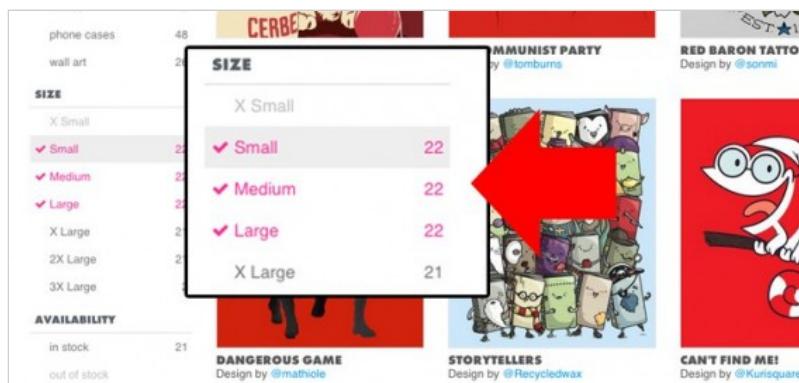 phone cases 48
wall art
SIZE
X Small
Small
Medium
Large
X Large
2X Large
3X Large
AVAILABILITY
in stock 21
out of stock
SIZE
X Small
Small 22
Medium 22
Large 22
X Large 21
CERBE
OMMUNIST PARTY
by @tomburns
RED BARON TATTO
Design by @sonmi
DANGEROUS GAME
Design by @mathiole
STORYTELLERS
Design by @Recycledwax
CAN'T FIND ME!
Design by @Kurisquare